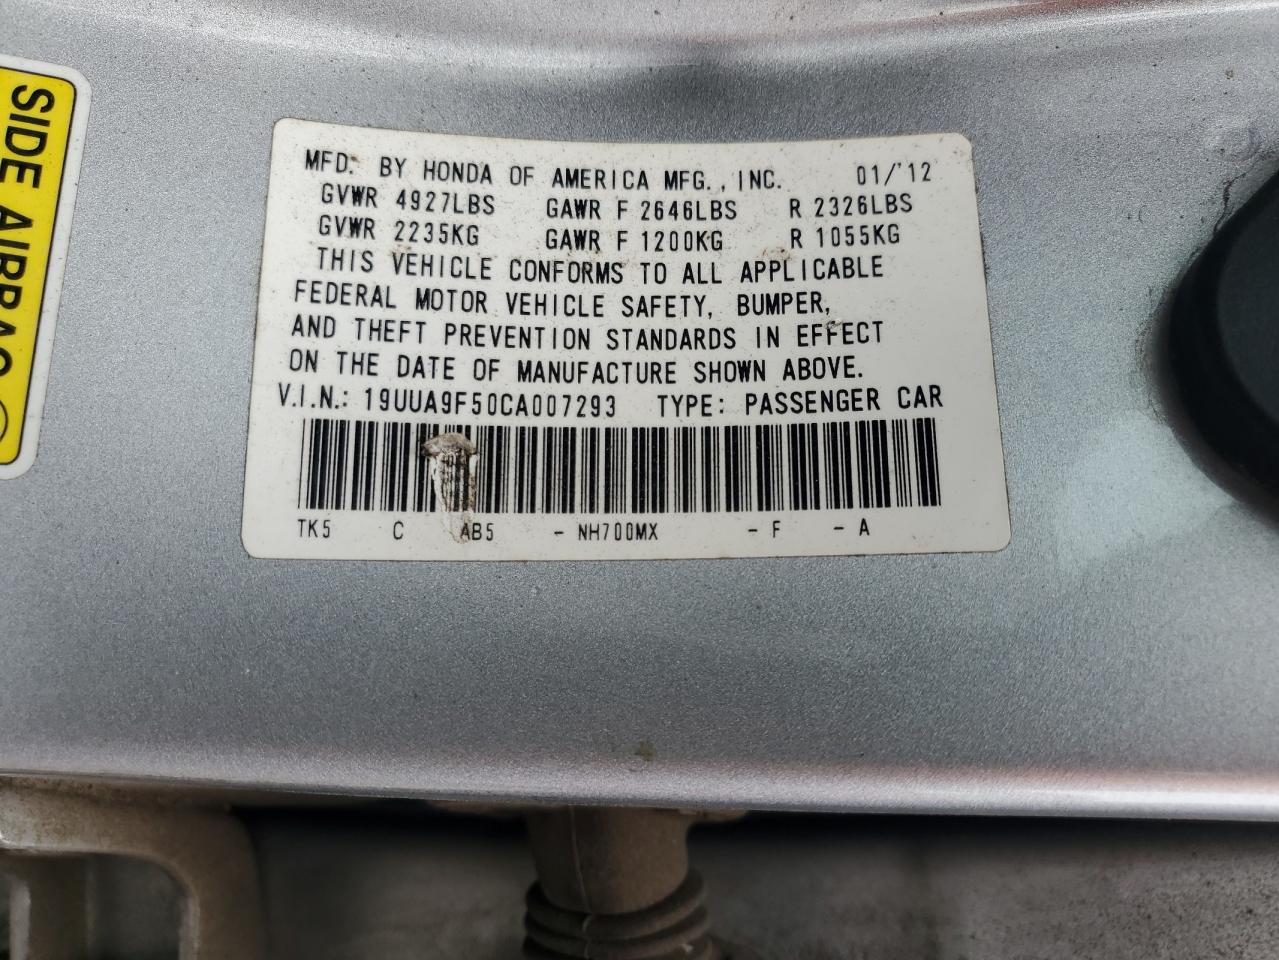 SIDE AIRBAG
MFD. BY HONDA OF AMERICA MFG., INC. 01/'12
GVWR 4927LBS GAWR F 2646LBS R 2326LBS
GVWR 2235KG GAWR F 1200KG R 1055KG
THIS VEHICLE CONFORMS TO ALL APPLICABLE
FEDERAL MOTOR VEHICLE SAFETY, BUMPER,
AND THEFT PREVENTION STANDARDS IN EFFECT
ON THE DATE OF MANUFACTURE SHOWN ABOVE.
V.I.N.: 19UUA9F50CA007293 TYPE: PASSENGER CAR
TK5 C AB5 - NH700MX - F - A